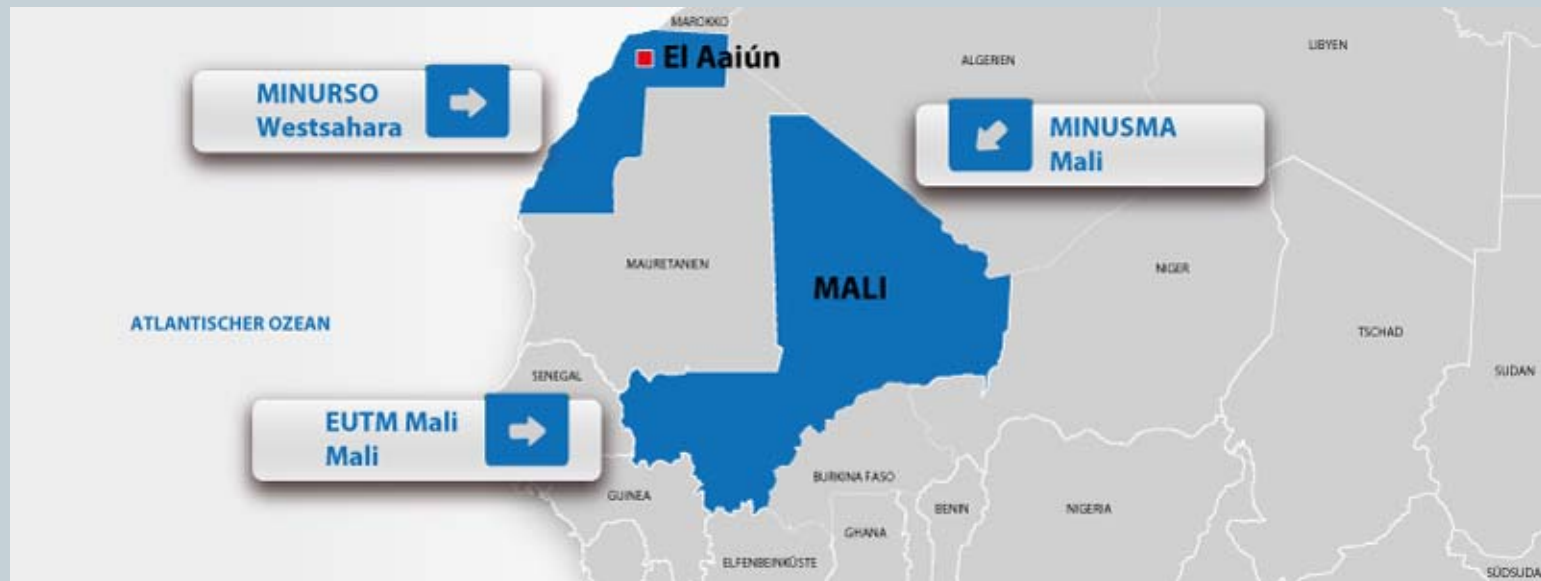 MAROKKO
El Aaiún
LIBYEN
ALGERIEN
MINURSO
Westsahara
MINUSMA
Mali
MAURETANIEN
NIGER
MALI
ATLANTISCHER OZEAN
TSCHAD
SENEGAL
SUDAN
EUTM Mali
Mali
BURKINA FASO
GUINEA
BENIN
NIGERIA
GHANA
ELFENBEINKÜSTE
SÜDSUDA